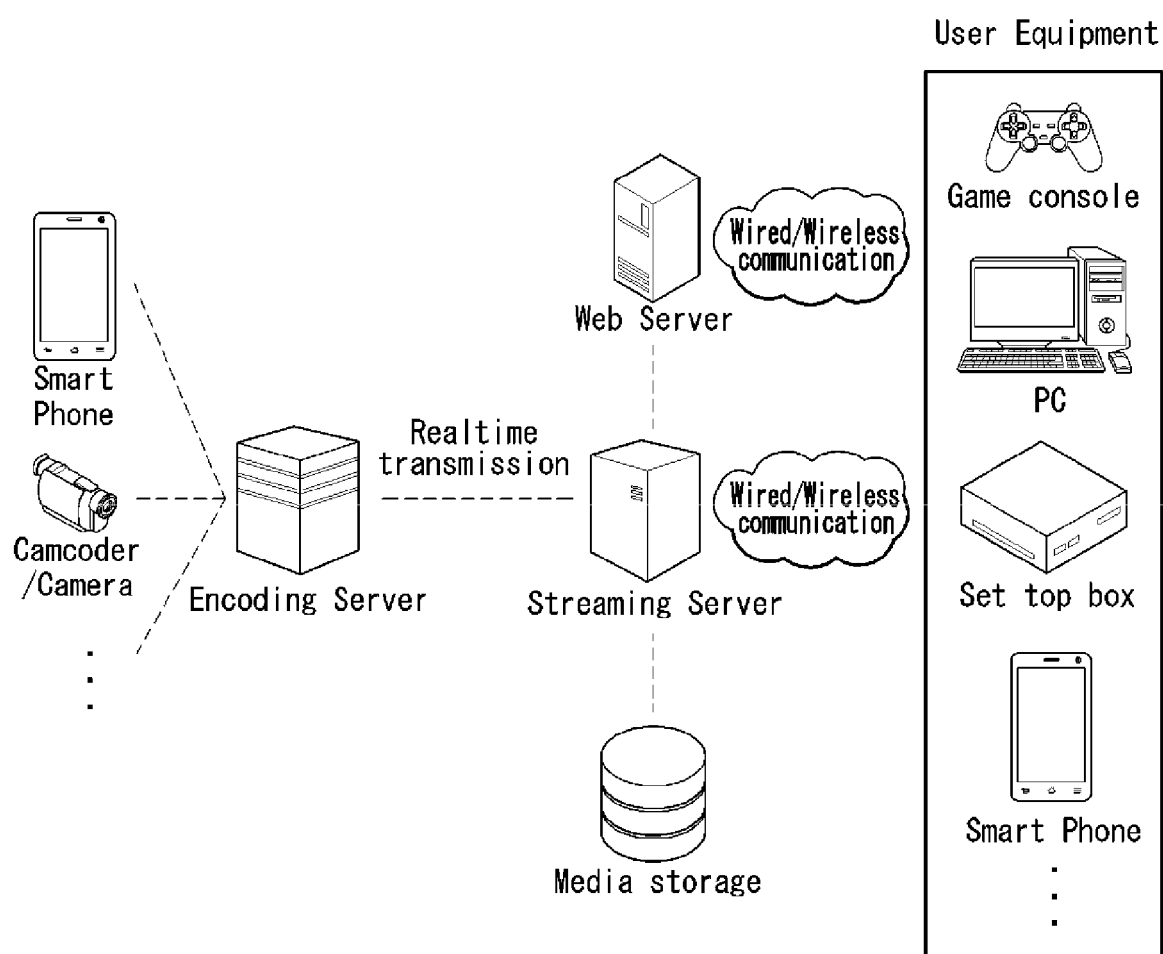 User Equipment
Game console
Wired/Wireless
communication
Web Server
PC
Smart
Phone
Realtime
transmission
Wired/Wireless
communication
Camcoder
/Camera
Encoding Server
Streaming Server
Set top box
Smart Phone
Media storage